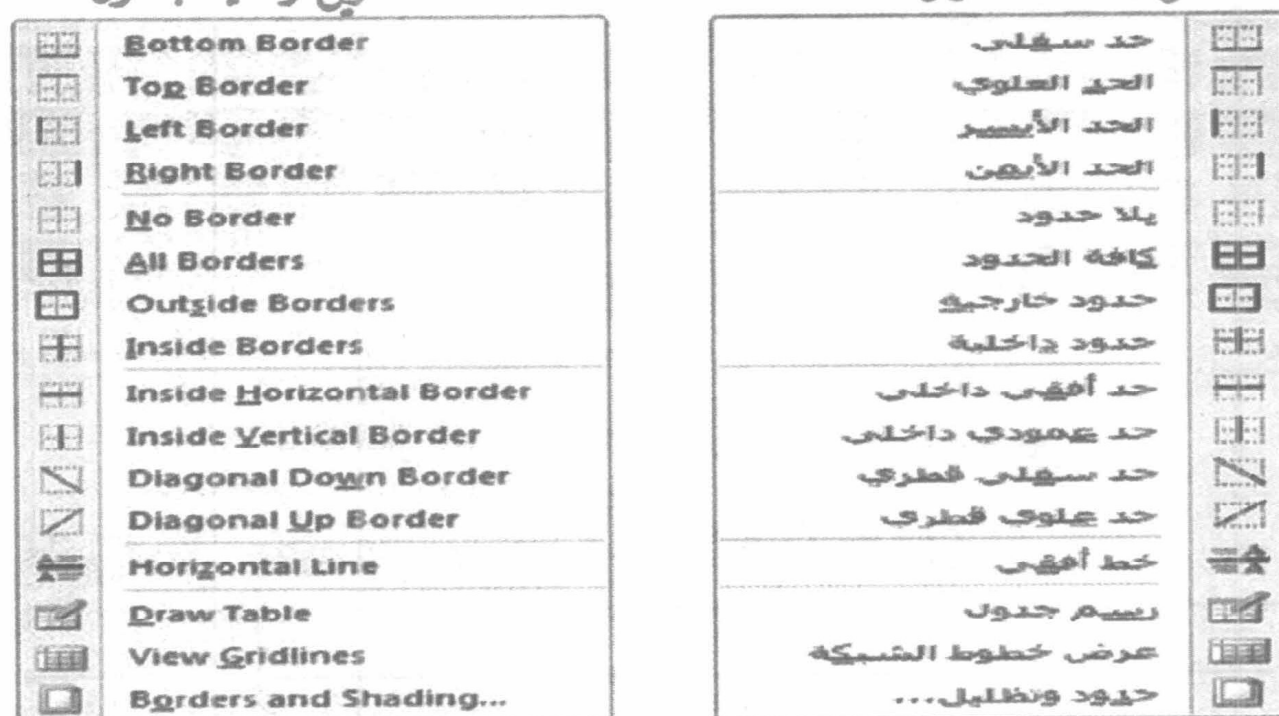 Bottom Border
Top Border
Left Border
Right Border
No Border
All Borders
Outside Borders
Inside Borders
Inside Horizontal Border
Inside Vertical Border
Diagonal Down Border
Diagonal Up Border
Horizontal Line
Draw Table
View Gridlines
Borders and Shading...
حد سفلي
الحد العلوي
الحد الأيسر
الحد الأيمن
بلا حدود
كافة الحدود
حدود خارجية
حدود داخلية
حد أفقي داخلي
حد عمودي داخلي
حد سفلي قطري
حد علوي قطري
خط أفقي
رسم جدول
عرض خطوط الشبكة
حدود وتظليل...